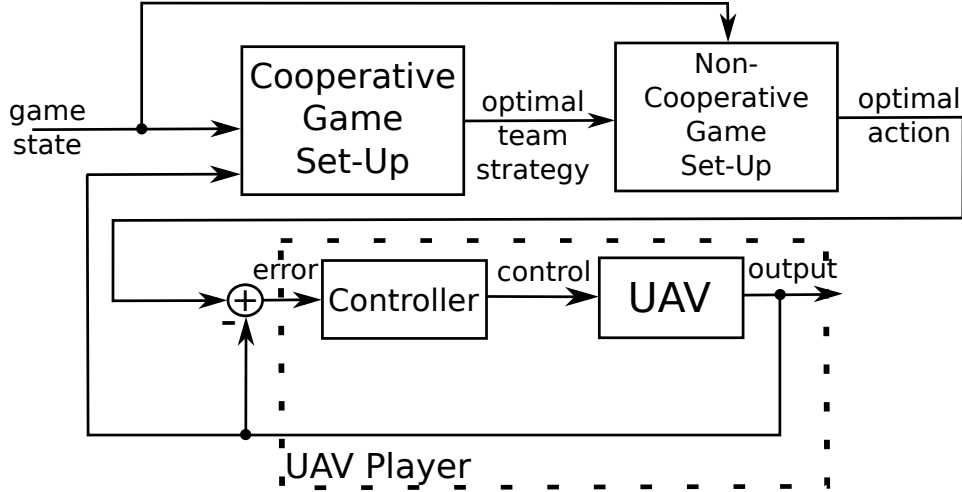 game
state
Cooperative
Game
Set-Up
optimal
team
strategy
Non-
Cooperative
Game
Set-Up
optimal
action
error
Controller
control
UAV
output
+
-
UAV Player